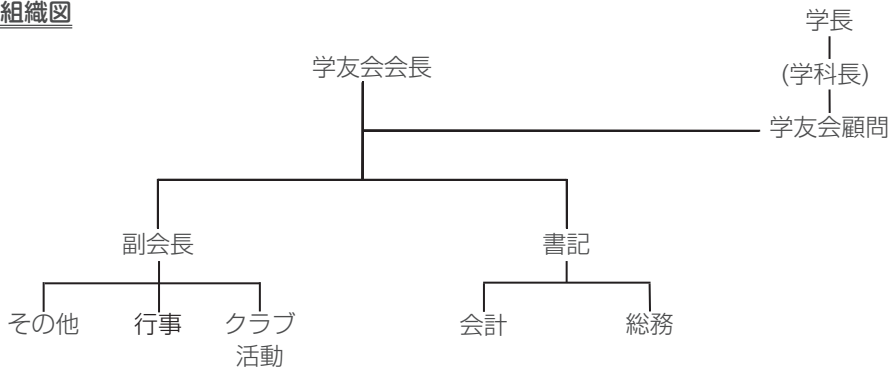 組織図
学長
学友会会長
(学科長)
学友会顧問
副会長
書記
その他
行事
クラブ
活動
会計
総務